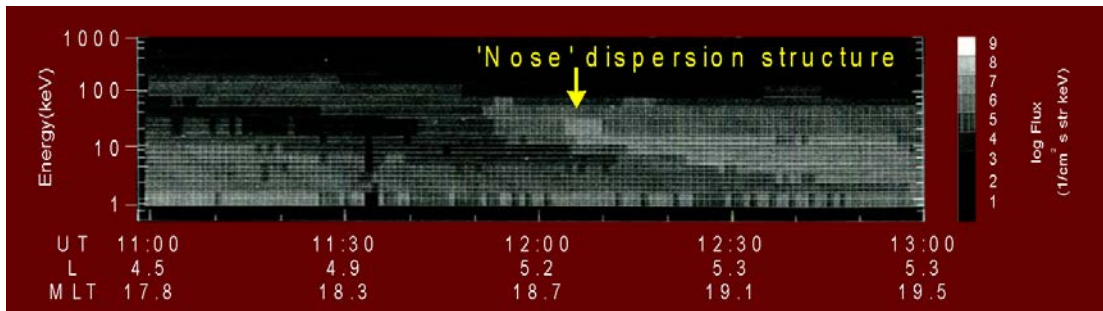 1000
100
10
1
Energy(keV)
'Nose' dispersion structure
9
8
7
6
5
4
3
2
1
log Flux
(1/cm² s str keV)
UT 11:00 11:30 12:00 12:30 13:00
L 4.5 4.9 5.2 5.3 5.3
MLT 17.8 18.3 18.7 19.1 19.5